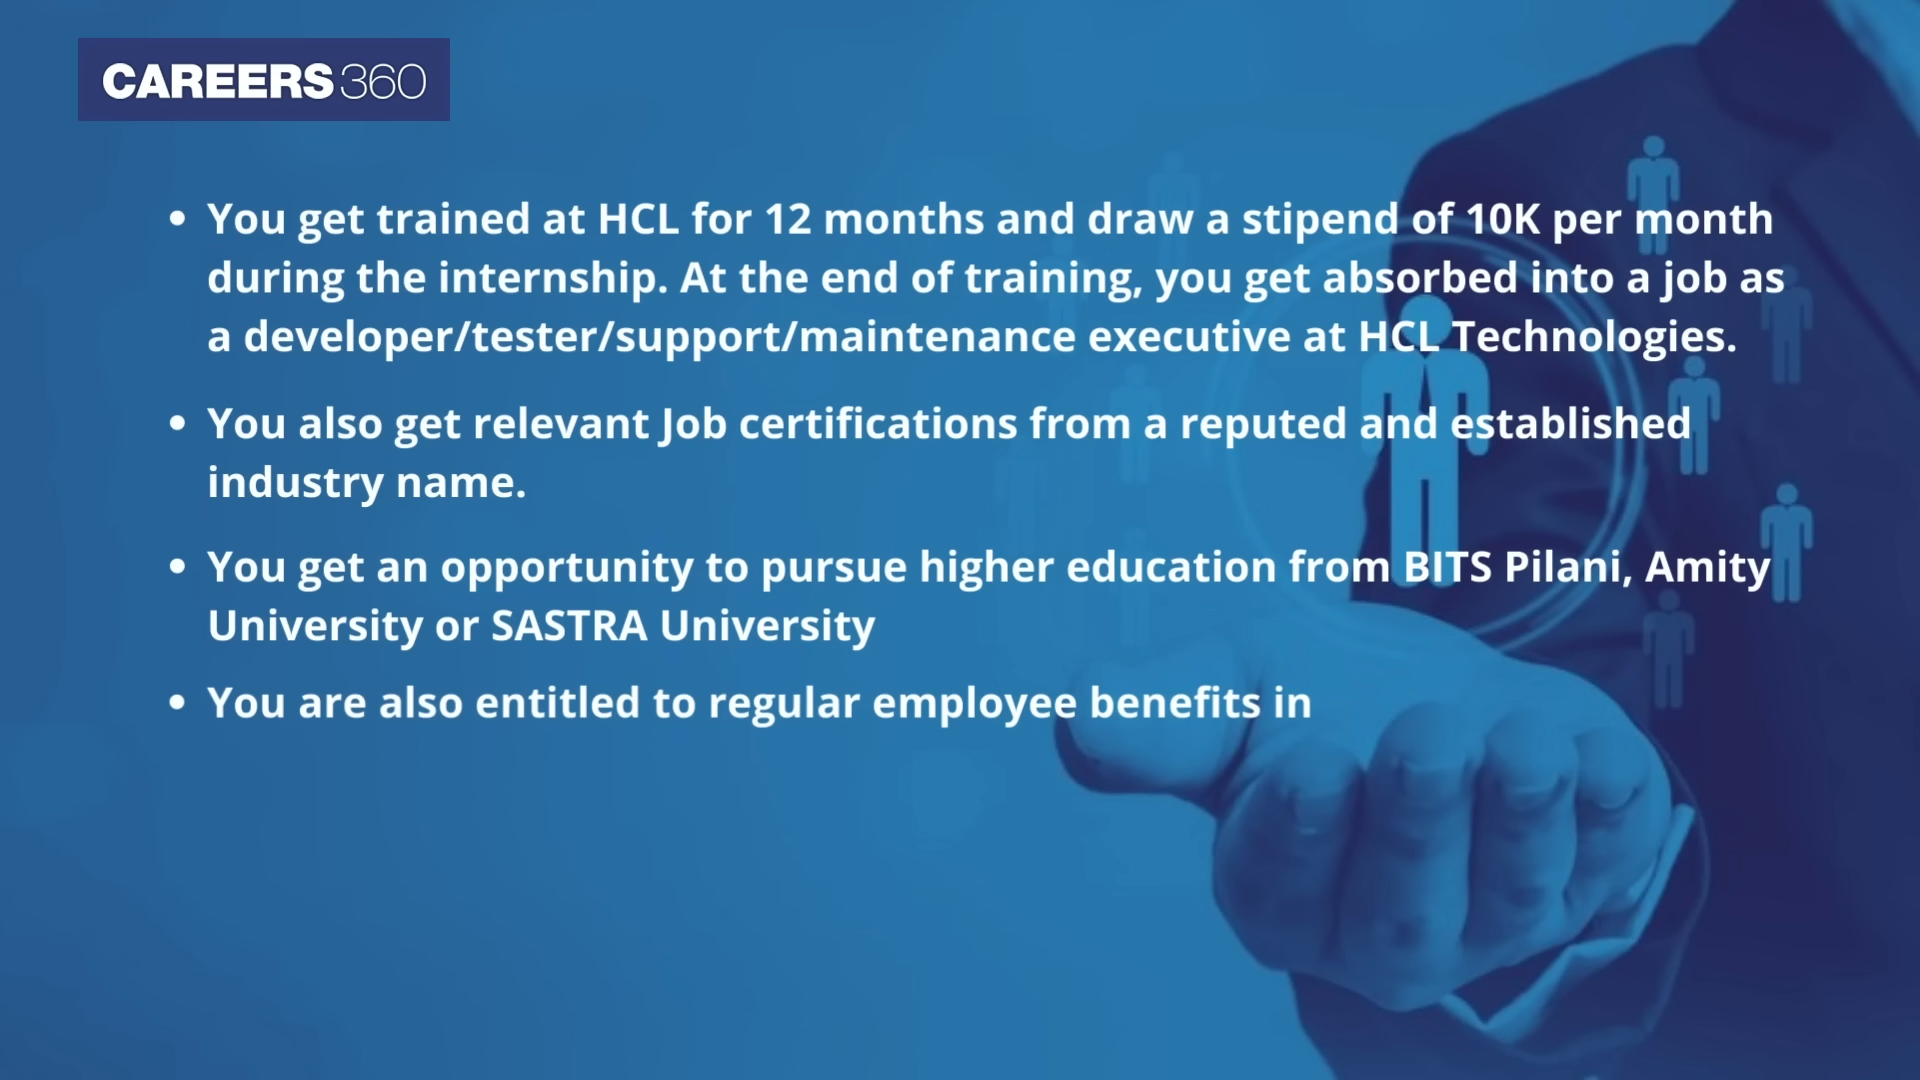 CAREERS360
• You get trained at HCL for 12 months and draw a stipend of 10K per month
during the internship. At the end of training, you get absorbed into a job as
a developer/tester/support/maintenance executive at HCL Technologies.
• You also get relevant Job certifications from a reputed and established
industry name.
• You get an opportunity to pursue higher education from BITS Pilani, Amity
University or SASTRA University
• You are also entitled to regular employee benefits in